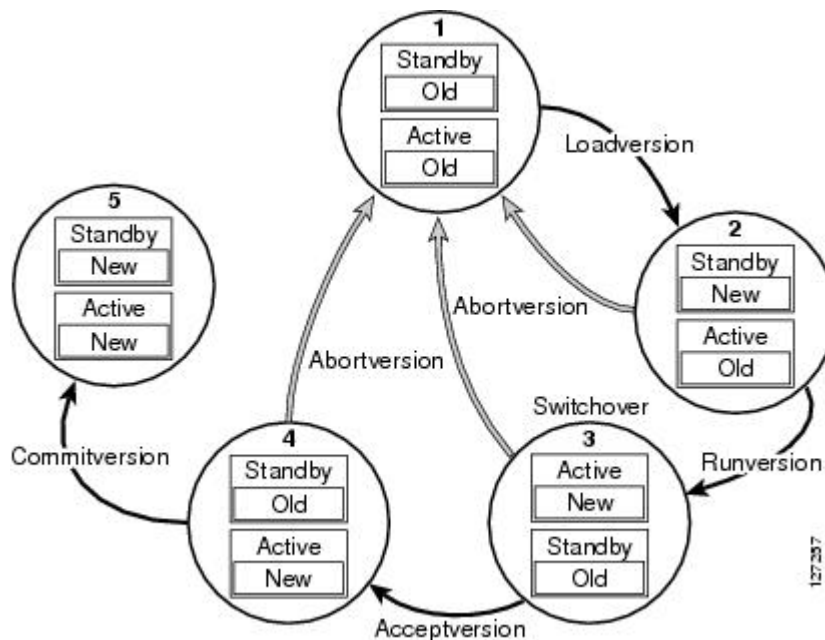 1
Standby
Old
Active
Old
Loadversion
5
Standby
New
Active
New
2
Standby
New
Active
Old
Abortversion
Abortversion
Switchover
4
Standby
Old
Active
New
3
Active
New
Standby
Old
Commitversion
Runversion
Acceptversion
127257